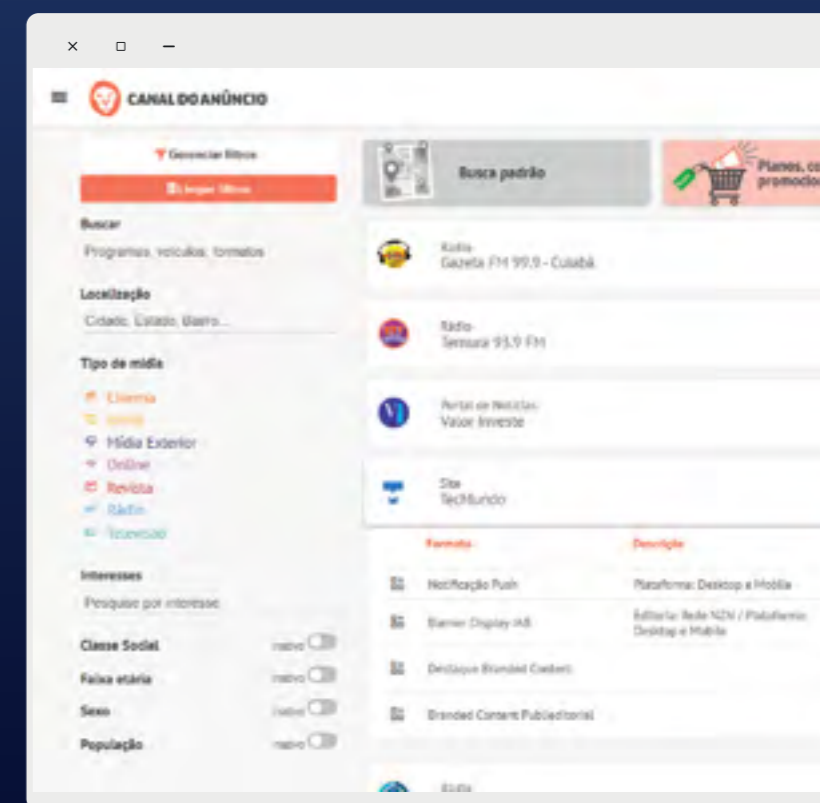 CANAL DO ANÚNCIO
Gerenciar filtros
Limpar filtros
Buscar
Programas, veículos, formatos
Localização
Cidade, Estado, Bairro...
Tipo de mídia
Cinema
Mídia Exterior
Online
Revista
Rádio
Televisão
Interesses
Pesquise por interesse
Classe Social
inativo
Faixa etária
inativo
Sexo
inativo
População
inativo
Busca padrão
Planos, co
promocio
Rádio
Gazeta FM 99.9 - Cuiabá
Rádio
Ternura 93.9 FM
Portal de Notícias
Valor Investe
Site
TecMundo
Formato
Descrição
Notificação Push
Plataforma: Desktop e Mobile
Banner Display IAB
Editoria: Rede NZN / Plataforma:
Desktop e Mobile
Destaque Branded Content
Branded Content Publieditorial